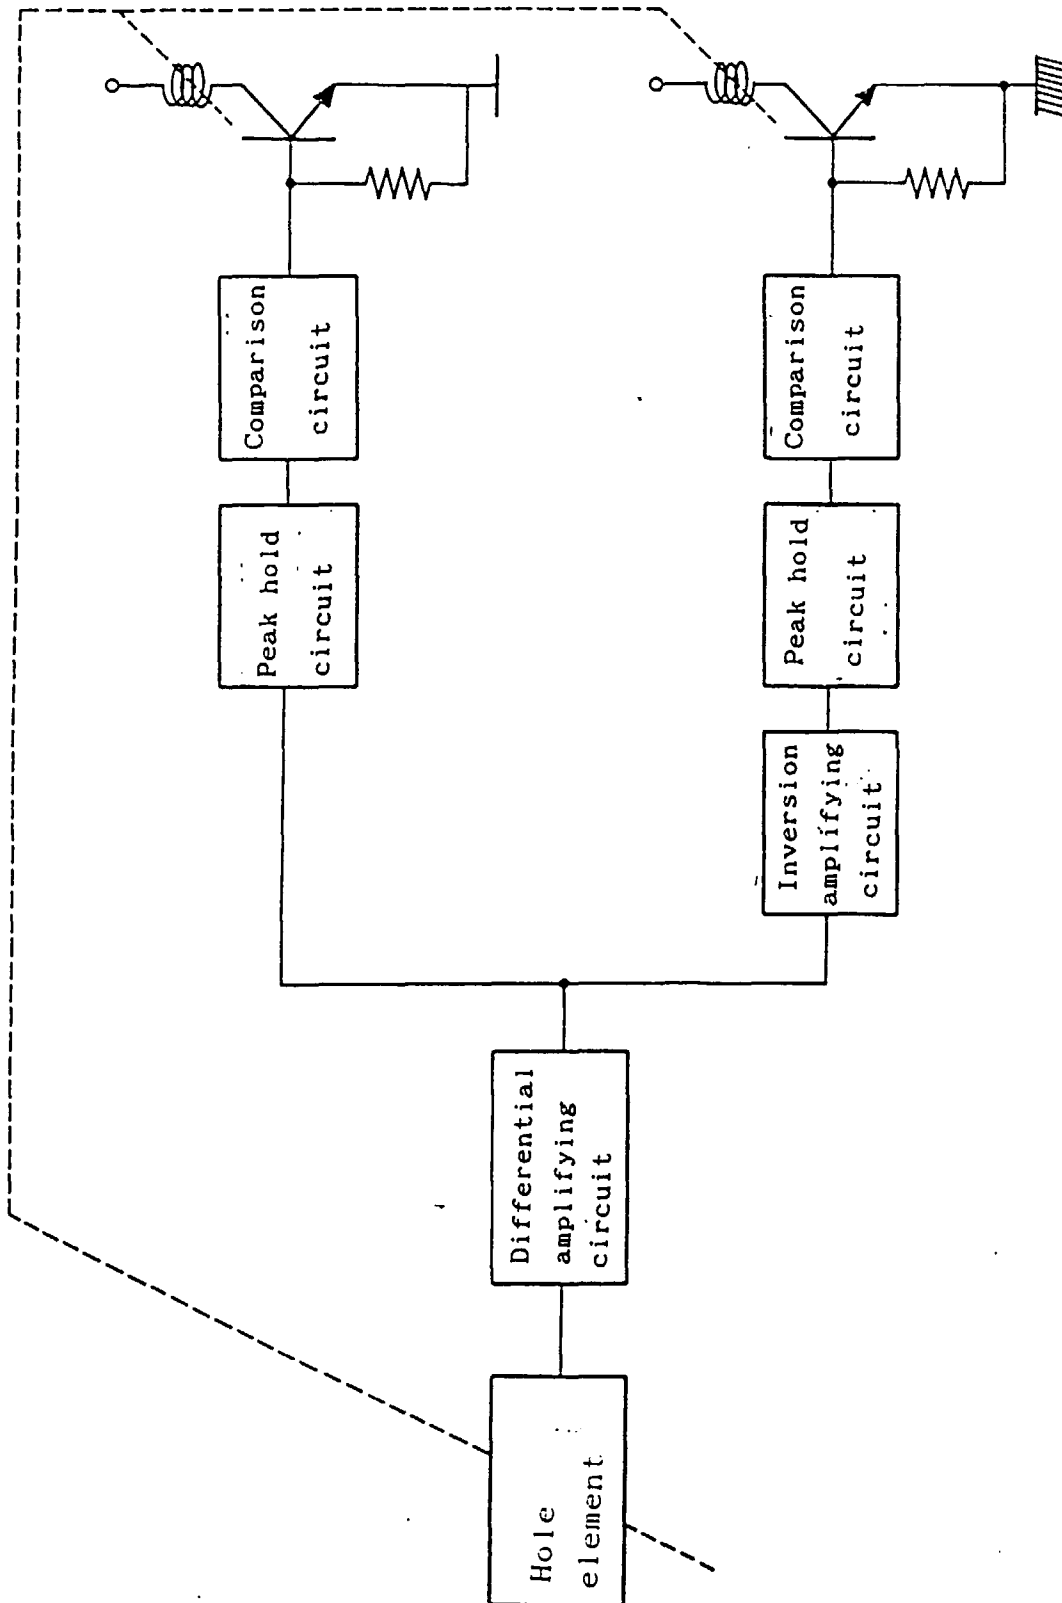 Hole
element
Differential
amplifying
circuit
Peak hold
circuit
Comparison
circuit
Inversion
amplifying
circuit
Peak hold
circuit
Comparison
circuit